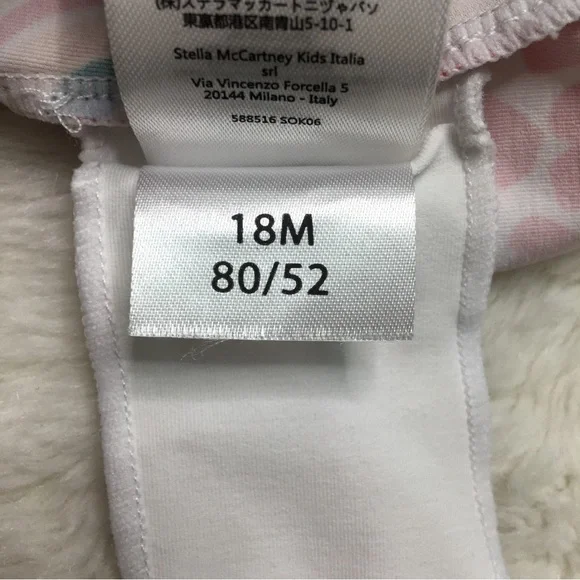 (株)ステラマッカートニジャパン
東京都港区南青山5-10-1
Stella McCartney Kids Italia
srl
Via Vincenzo Forcella 5
20144 Milano - Italy
588516 SOK06
18M
80/52